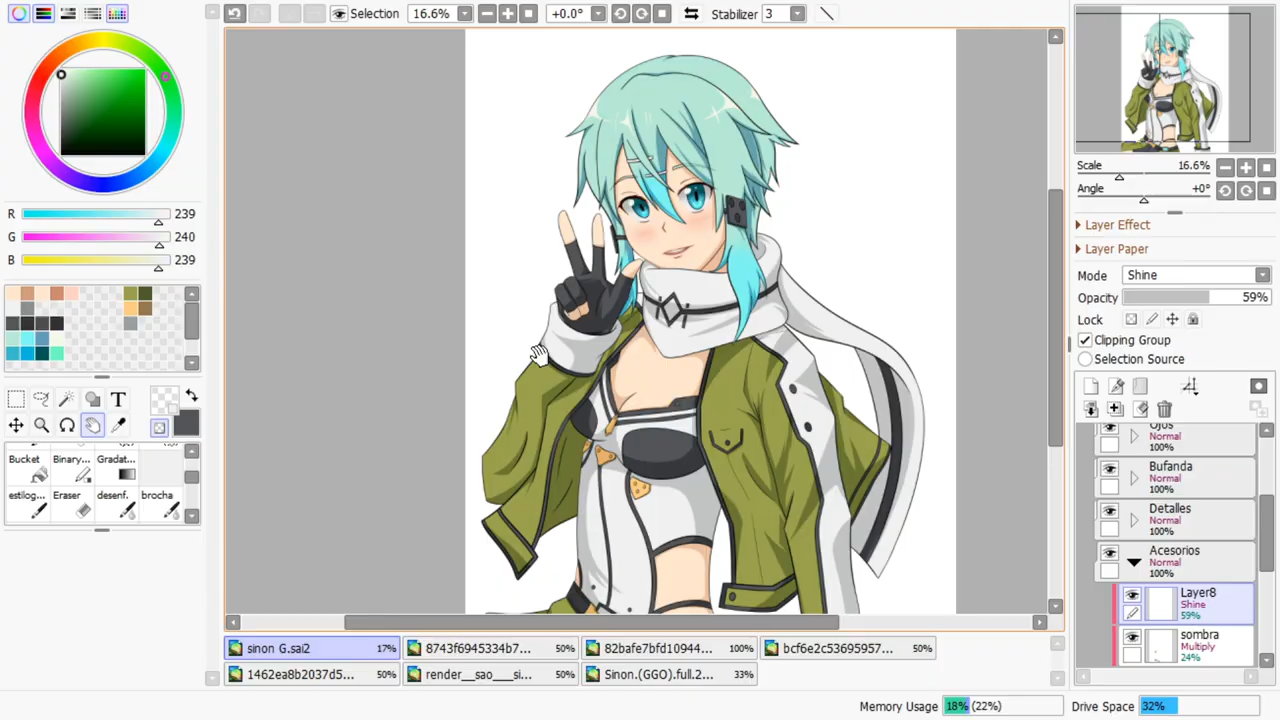 Selection 16.6% +0.0° Stabilizer 3
R 239
G 240
B 239
T
Bucket Binary... Gradat...
estilog... Eraser desenf. brocha
Scale 16.6%
Angle +0°
Layer Effect
Layer Paper
Mode Shine
Opacity 59%
Lock
Clipping Group
Selection Source
Ojos
Normal
100%
Bufanda
Normal
100%
Detalles
Normal
100%
Acesorios
Normal
100%
Layer8
Shine
59%
sombra
Multiply
24%
sinon G.sai2 17%
8743f6945334b7... 50%
82bafe7bfd10944... 100%
bcf6e2c53695957... 50%
1462ea8b2037d5... 50%
render__sao___si... 50%
Sinon.(GGO).full.2... 33%
Memory Usage 18% (22%) Drive Space 32%